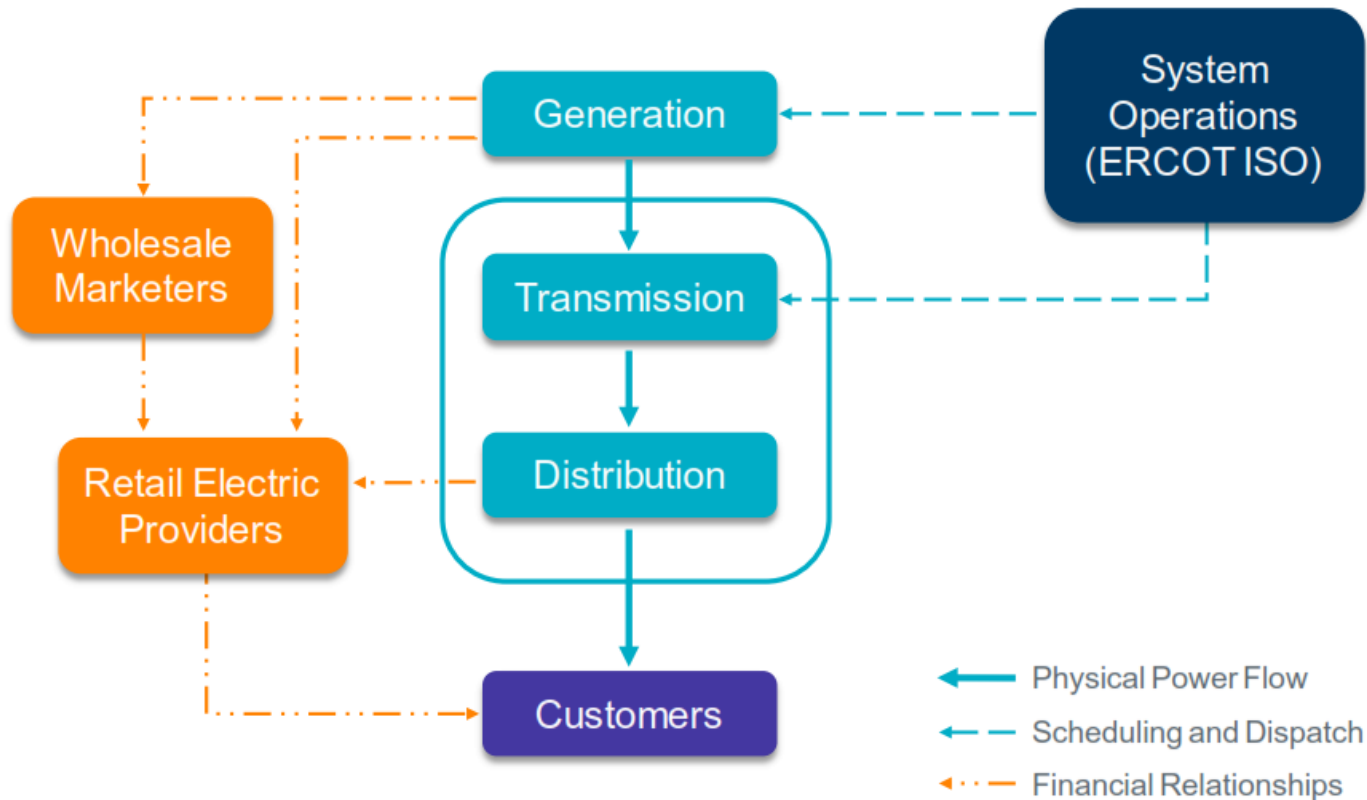 Generation
System
Operations
(ERCOT ISO)
Wholesale
Marketers
Transmission
Retail Electric
Providers
Distribution
Customers
Physical Power Flow
Scheduling and Dispatch
Financial Relationships